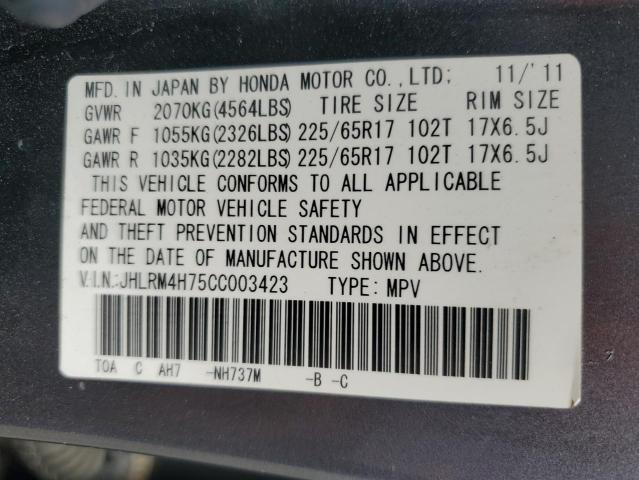 MFD. IN JAPAN BY HONDA MOTOR CO.,LTD: 11/'11
GVWR 2070KG(4564LBS) TIRE SIZE RIM SIZE
GAWR F 1055KG(2326LBS) 225/65R17 102T 17X6.5J
GAWR R 1035KG(2282LBS) 225/65R17 102T 17X6.5J
THIS VEHICLE CONFORMS TO ALL APPLICABLE
FEDERAL MOTOR VEHICLE SAFETY
AND THEFT PREVENTION STANDARDS IN EFFECT
ON THE DATE OF MANUFACTURE SHOWN ABOVE.
V.I.N.:JHLRM4H75CC003423 TYPE: MPV
TOA C AH7 -NH737M -B -C